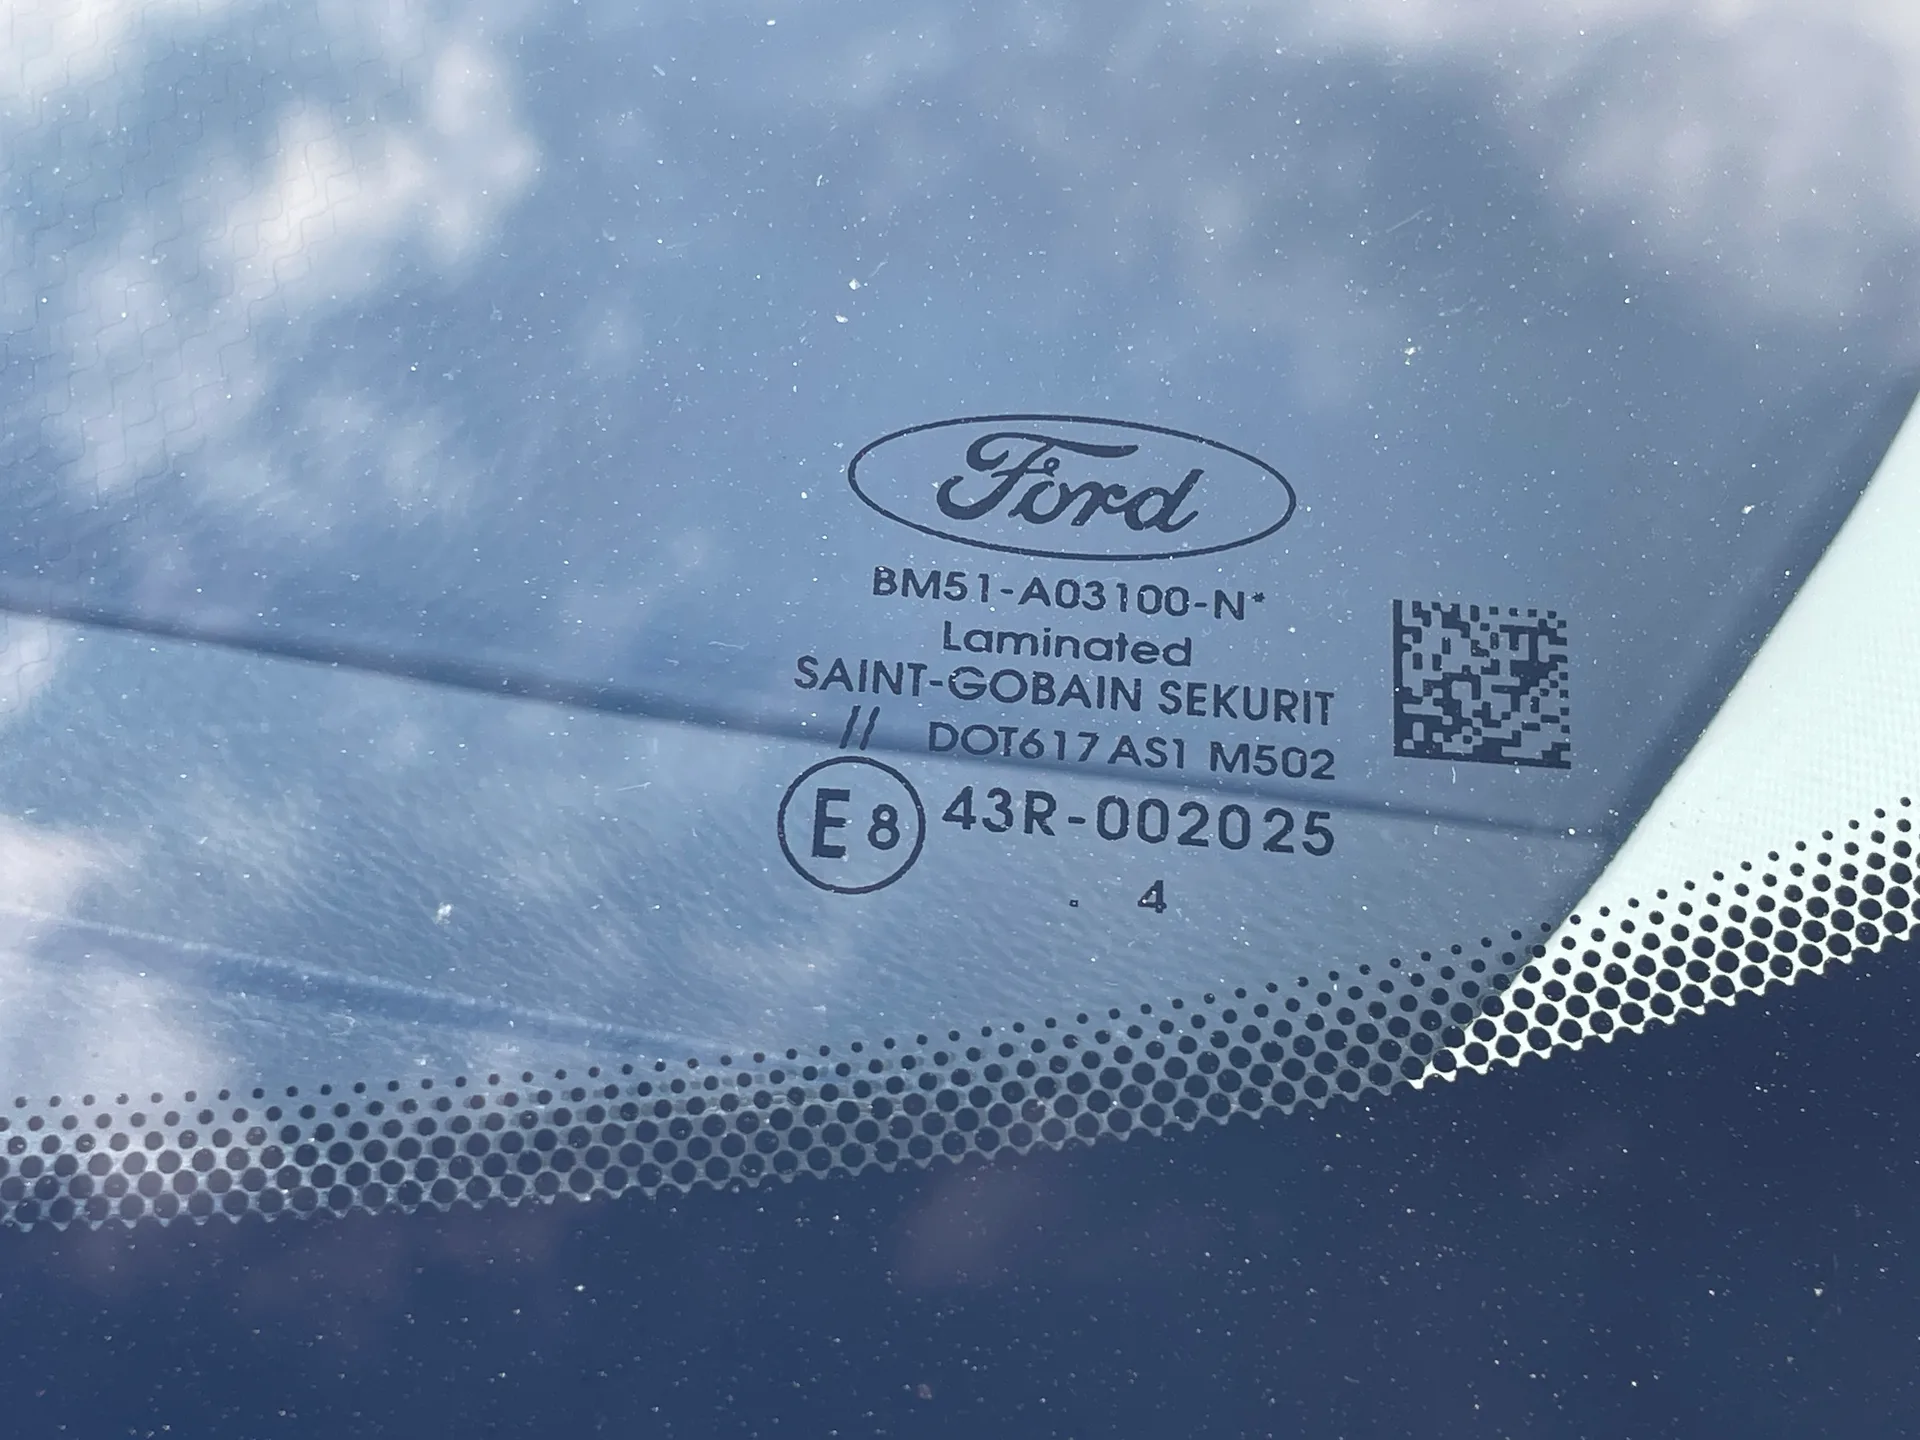 Ford
BM51-A03100-N*
Laminated
SAINT-GOBAIN SEKURIT
// DOT617 AS1 M502
E8 43R-002025
. 4